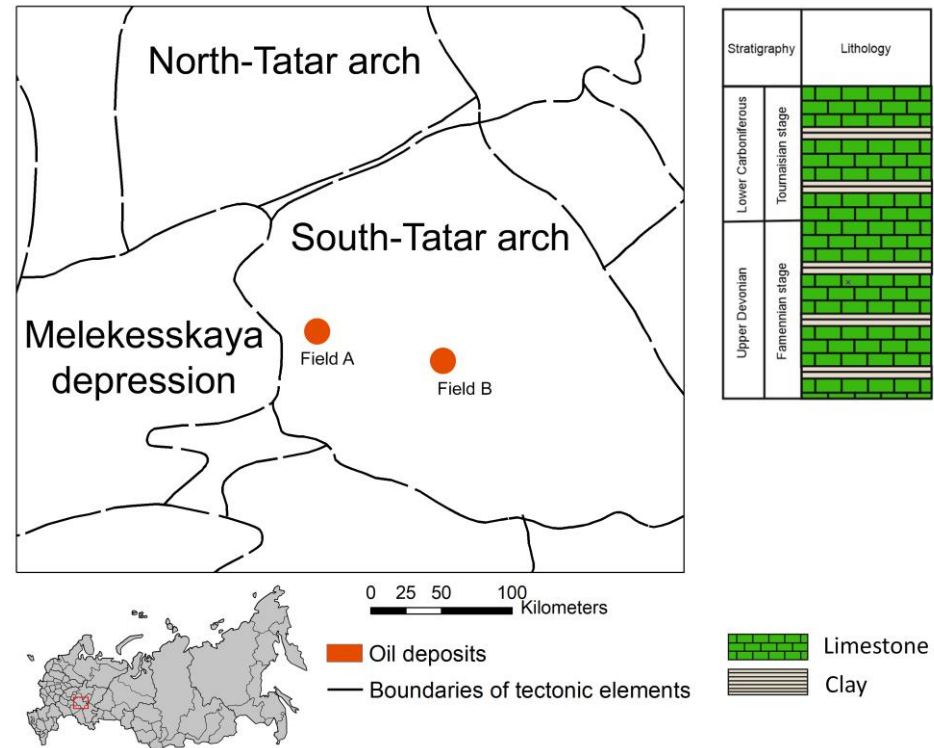 North-Tatar arch
South-Tatar arch
Melekesskaya
depression
Field A
Field B
Stratigraphy
Lithology
Lower Carboniferous
Tournaisian stage
Upper Devonian
Famennian stage
0 25 50 100
Kilometers
Oil deposits
Boundaries of tectonic elements
Limestone
Clay